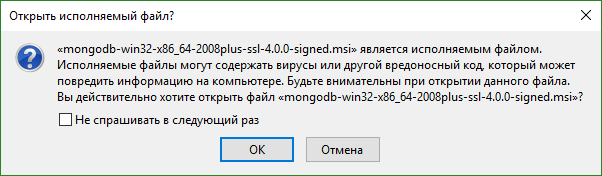 Открыть исполняемый файл?
«mongodb-win32-x86_64-2008plus-ssl-4.0.0-signed.msi» является исполняемым файлом.
Исполняемые файлы могут содержать вирусы или другой вредоносный код, который может
повредить информацию на компьютере. Будьте внимательны при открытии данного файла.
Вы действительно хотите открыть файл «mongodb-win32-x86_64-2008plus-ssl-4.0.0-signed.msi»?
Не спрашивать в следующий раз
ОК
Отмена